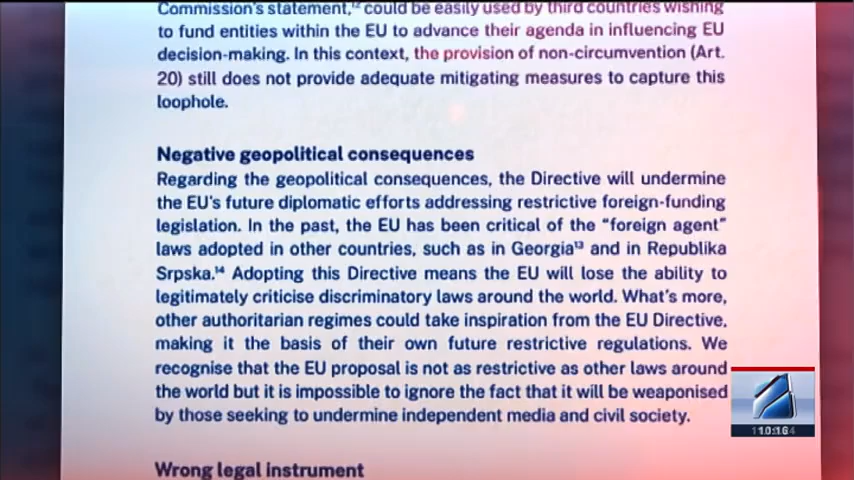 Commission's statement,¹² could be easily used by third countries wishing
to fund entities within the EU to advance their agenda in influencing EU
decision-making. In this context, the provision of non-circumvention (Art.
20) still does not provide adequate mitigating measures to capture this
loophole.
Negative geopolitical consequences
Regarding the geopolitical consequences, the Directive will undermine
the EU's future diplomatic efforts addressing restrictive foreign-funding
legislation. In the past, the EU has been critical of the “foreign agent”
laws adopted in other countries, such as in Georgia¹³ and in Republika
Srpska.¹⁴ Adopting this Directive means the EU will lose the ability to
legitimately criticise discriminatory laws around the world. What's more,
other authoritarian regimes could take inspiration from the EU Directive,
making it the basis of their own future restrictive regulations. We
recognise that the EU proposal is not as restrictive as other laws around
the world but it is impossible to ignore the fact that it will be weaponised
by those seeking to undermine independent media and civil society.
Wrong legal instrument